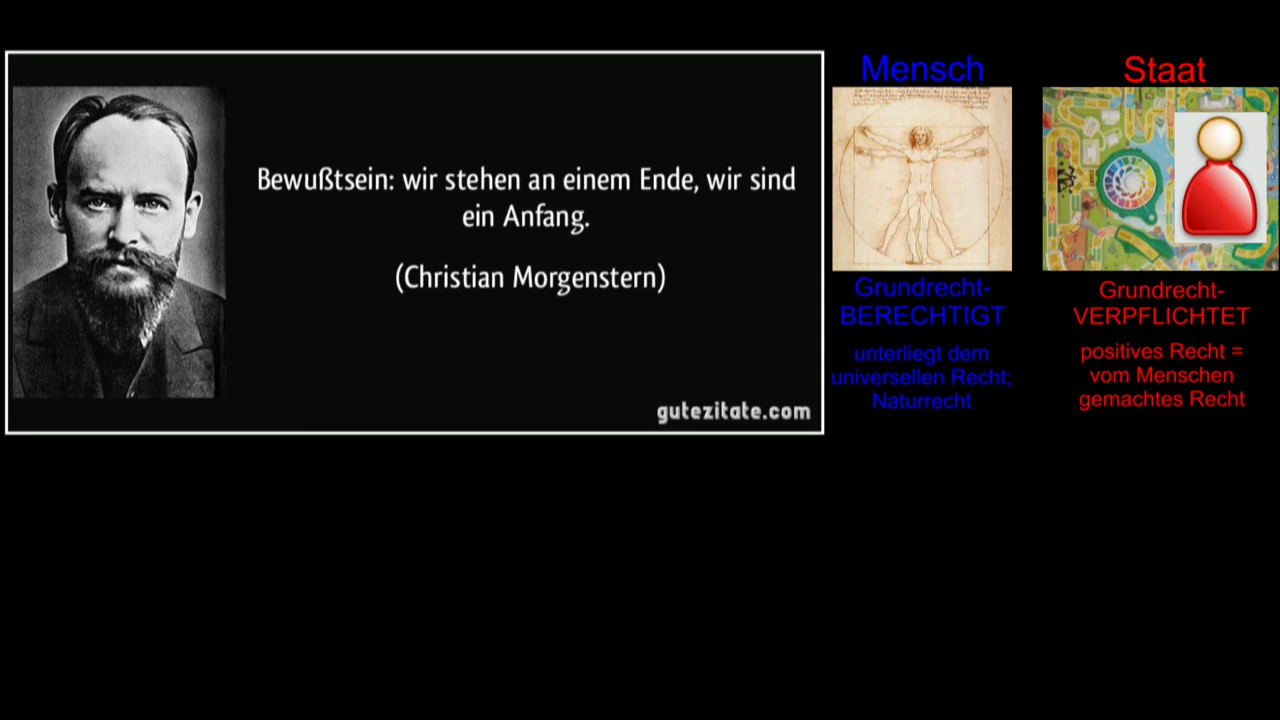 Bewußtsein: wir stehen an einem Ende, wir sind
ein Anfang.
(Christian Morgenstern)
gutezitate.com
Mensch
Grundrecht-
BERECHTIGT
unterliegt dem
universellen Recht;
Naturrecht
Staat
Grundrecht-
VERPFLICHTET
positives Recht =
vom Menschen
gemachtes Recht